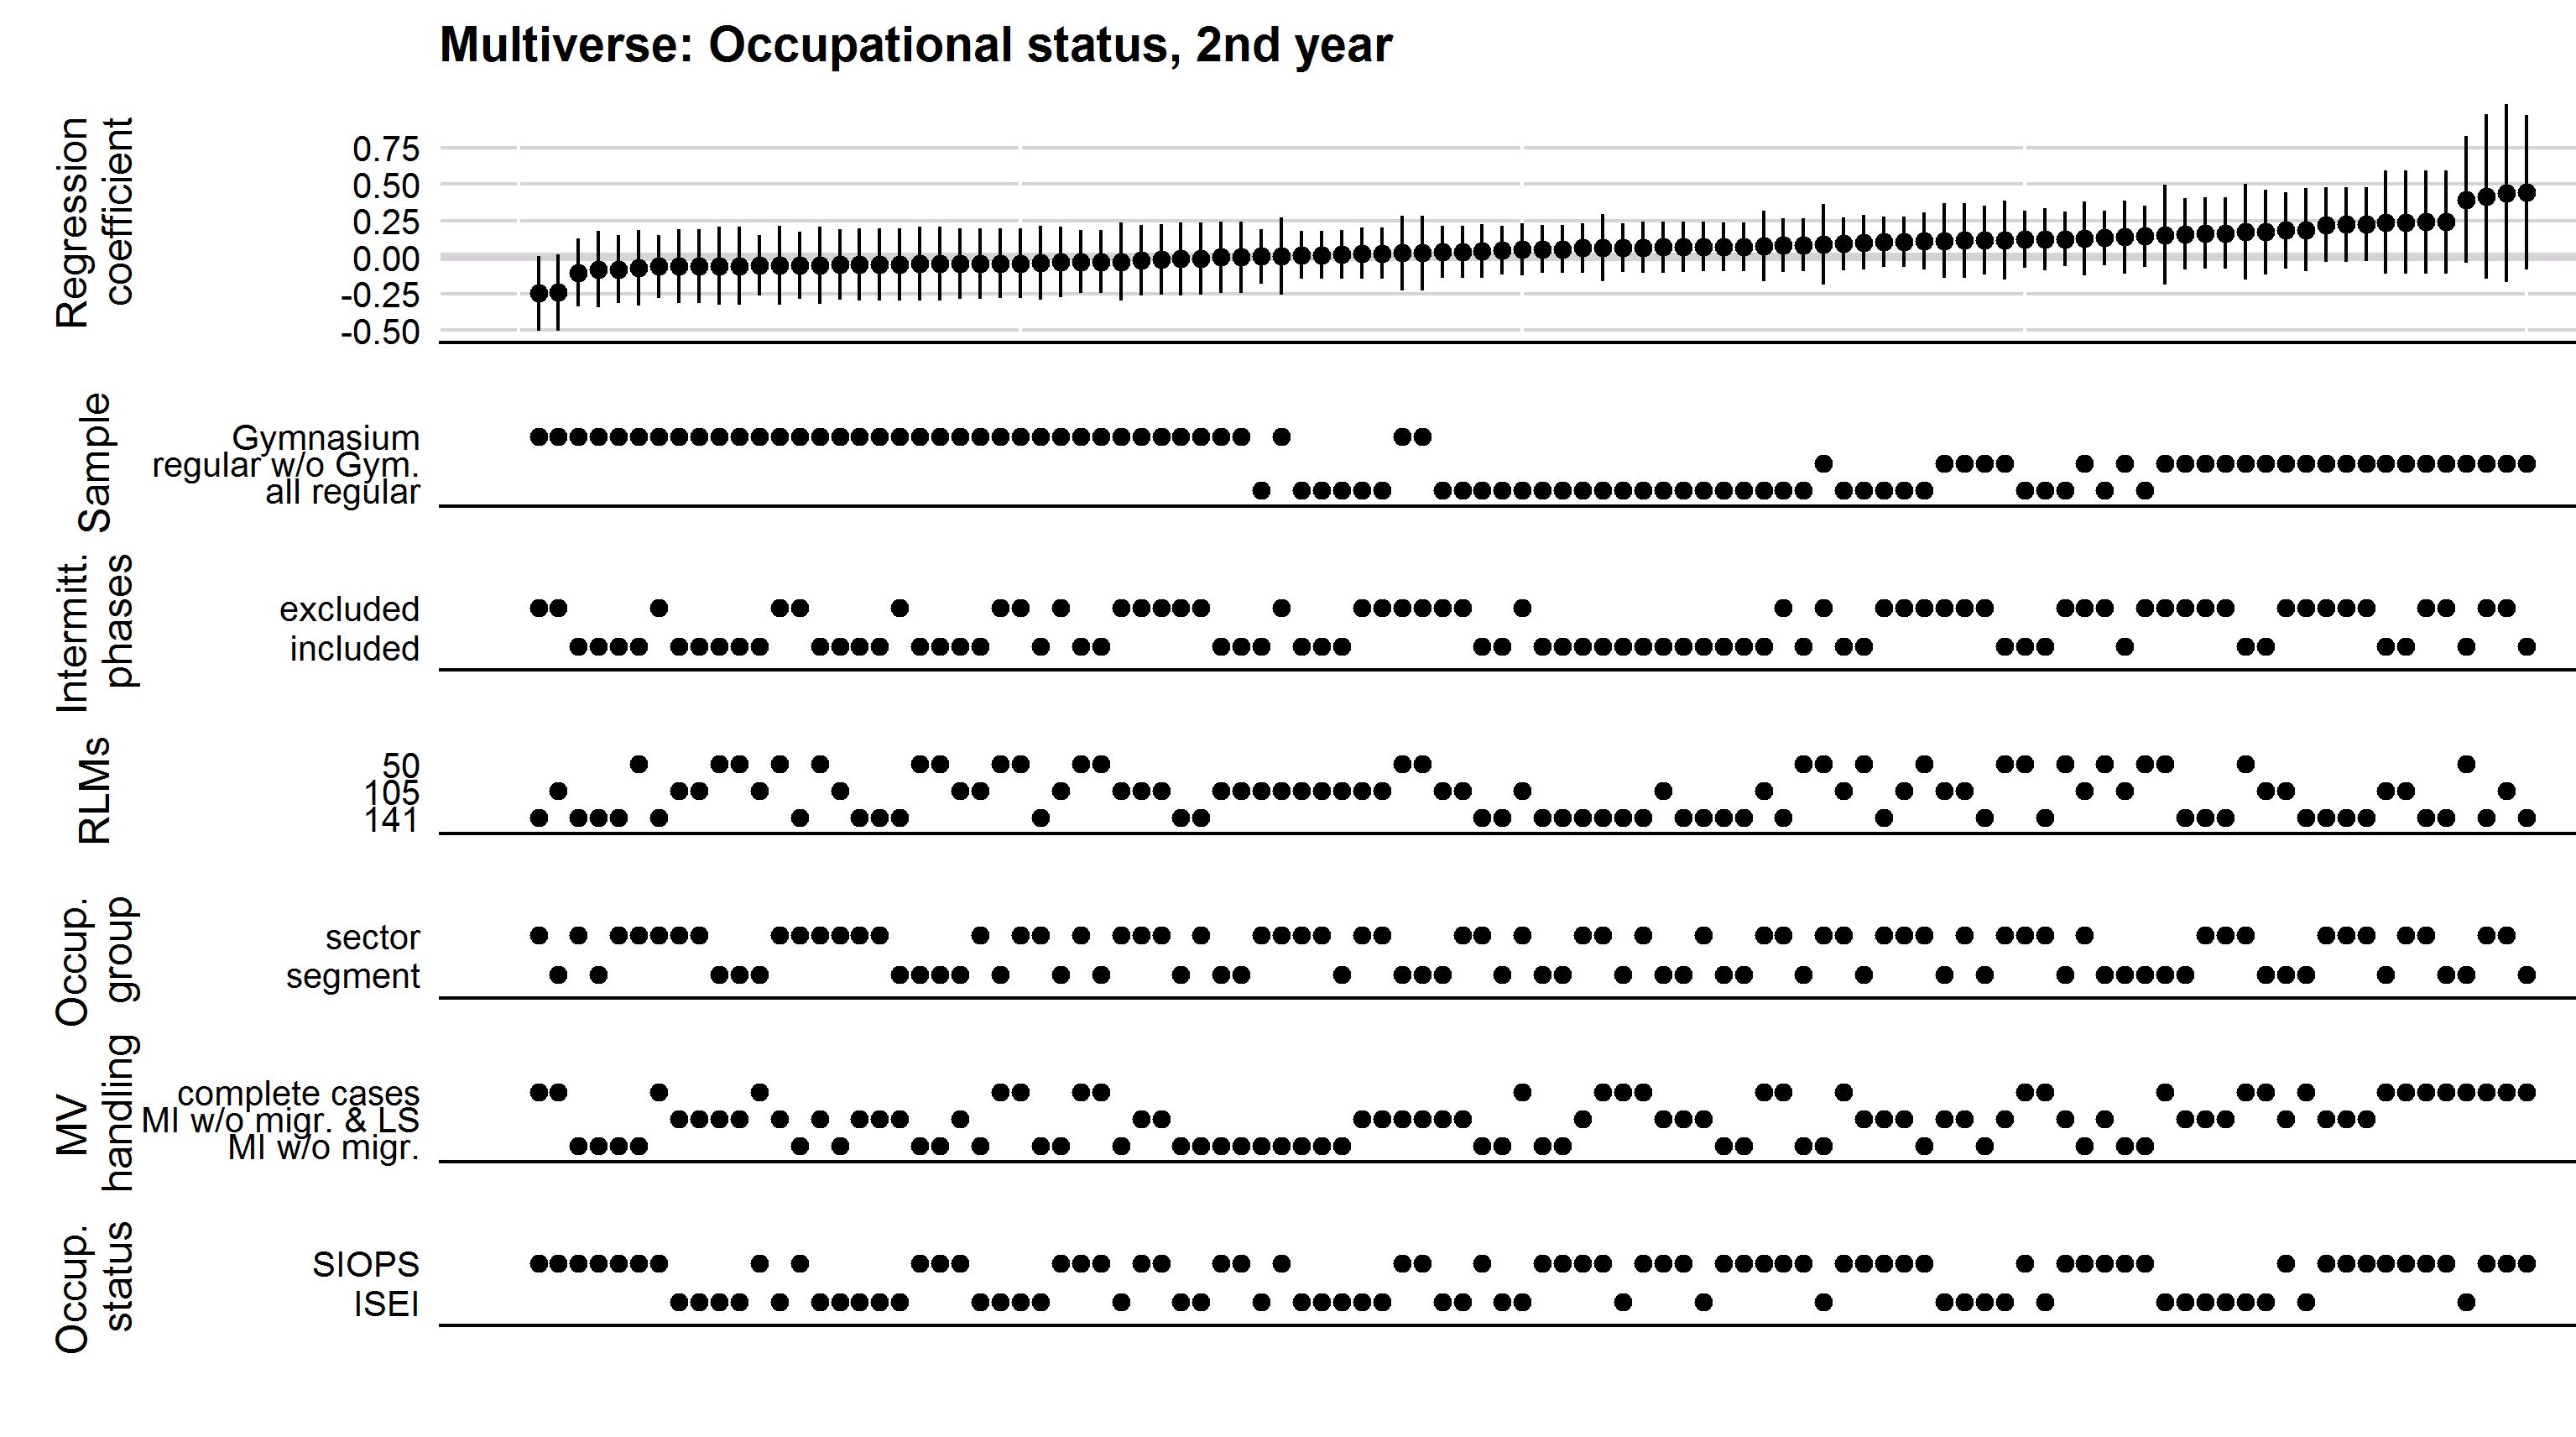 Multiverse: Occupational status, 2nd year
Regression
coefficient
0.75
0.50
0.25
0.00
-0.25
-0.50
Sample
Gymnasium
regular w/o Gym.
all regular
Intermitt.
phases
excluded
included
RLMs
50
105
141
Occup.
group
sector
segment
MV
handling
complete cases
MI w/o migr. & LS
MI w/o migr.
Occup.
status
SIOPS
ISEI